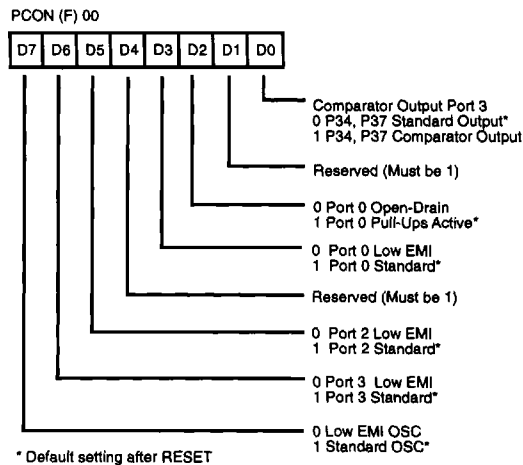 PCON (F) 00
D7 D6 D5 D4 D3 D2 D1 D0
Comparator Output Port 3
0 P34, P37 Standard Output*
1 P34, P37 Comparator Output
Reserved (Must be 1)
0 Port 0 Open-Drain
1 Port 0 Pull-Ups Active*
0 Port 0 Low EMI
1 Port 0 Standard*
Reserved (Must be 1)
0 Port 2 Low EMI
1 Port 2 Standard*
0 Port 3 Low EMI
1 Port 3 Standard*
0 Low EMI OSC
1 Standard OSC*
* Default setting after RESET